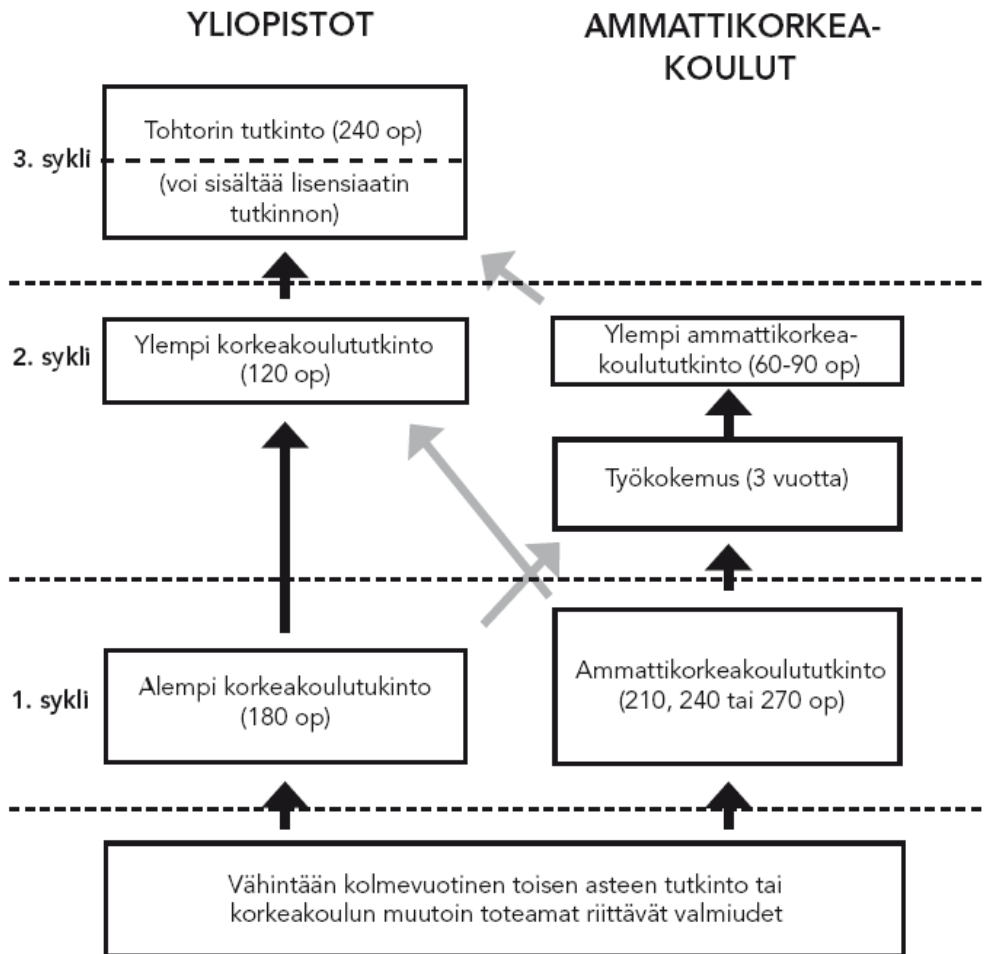 YLIOPISTOT
AMMATTIKORKEA-
KOULUT
3. sykli
Tohtorin tutkinto (240 op)
(voi sisältää lisensiaatin
tutkinnon)
2. sykli
Ylempi korkeakoulututkinto
(120 op)
Ylempi ammattikorkea-
koulututkinto (60-90 op)
Työkokemus (3 vuotta)
1. sykli
Alempi korkeakoulutukinto
(180 op)
Ammattikorkeakoulututkinto
(210, 240 tai 270 op)
Vähintään kolmevuotinen toisen asteen tutkinto tai
korkeakoulun muutoin toteamat riittävät valmiudet